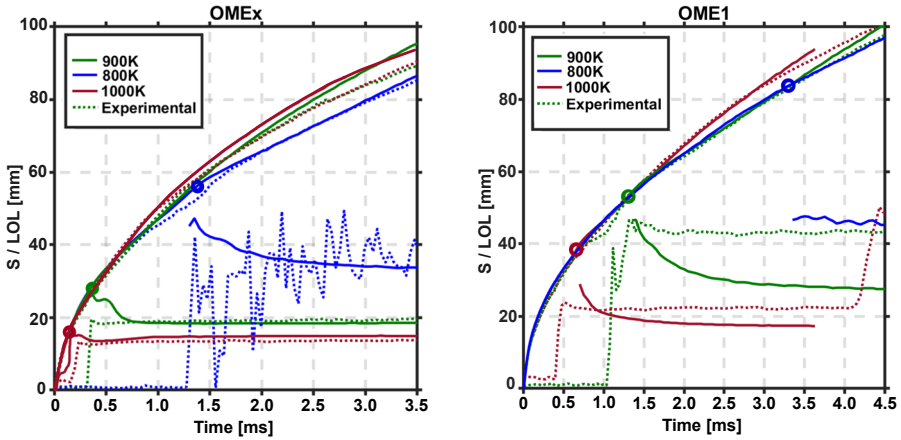 OMEx
S / LOL [mm]
100
80
60
40
20
0
900K
800K
1000K
Experimental
0 0.5 1.0 1.5 2.0 2.5 3.0 3.5
Time [ms]
OME1
S / LOL [mm]
100
80
60
40
20
0
900K
800K
1000K
Experimental
0 0.5 1.0 1.5 2.0 2.5 3.0 3.5 4.0 4.5
Time [ms]